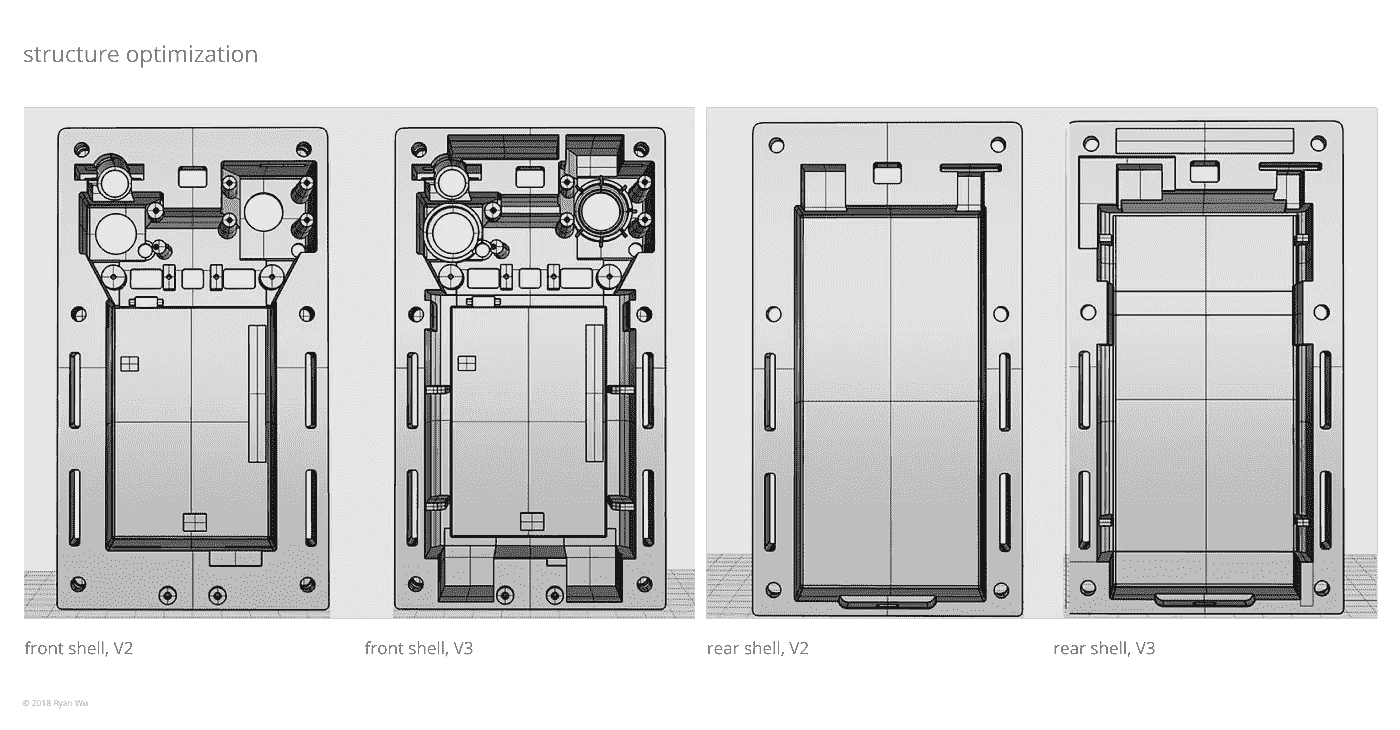 structure optimization
front shell, V2
front shell, V3
rear shell, V2
rear shell, V3
© 2018 Ryan Wu